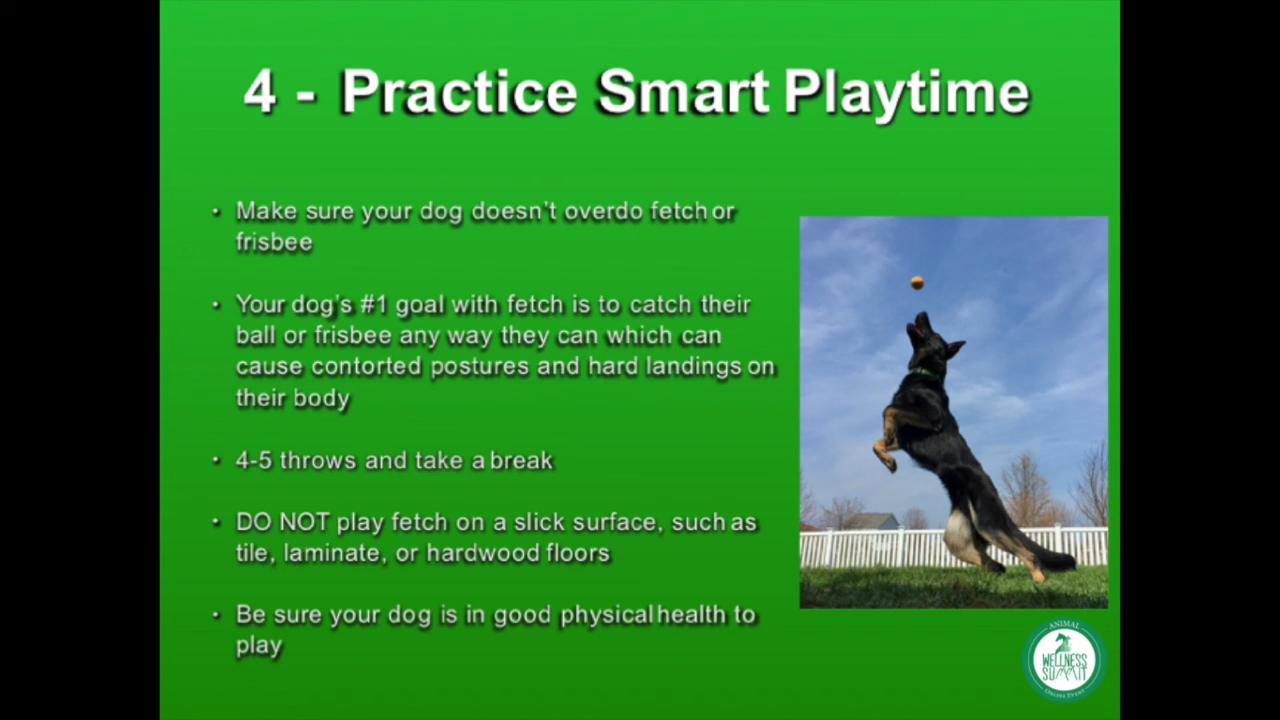 4 - Practice Smart Playtime
• Make sure your dog doesn't overdo fetch or
frisbee
• Your dog's #1 goal with fetch is to catch their
ball or frisbee any way they can which can
cause contorted postures and hard landings on
their body
• 4-5 throws and take a break
• DO NOT play fetch on a slick surface, such as
tile, laminate, or hardwood floors
• Be sure your dog is in good physical health to
play
ANIMAL
WELLNESS
SUMMIT
ONLINE EVENT